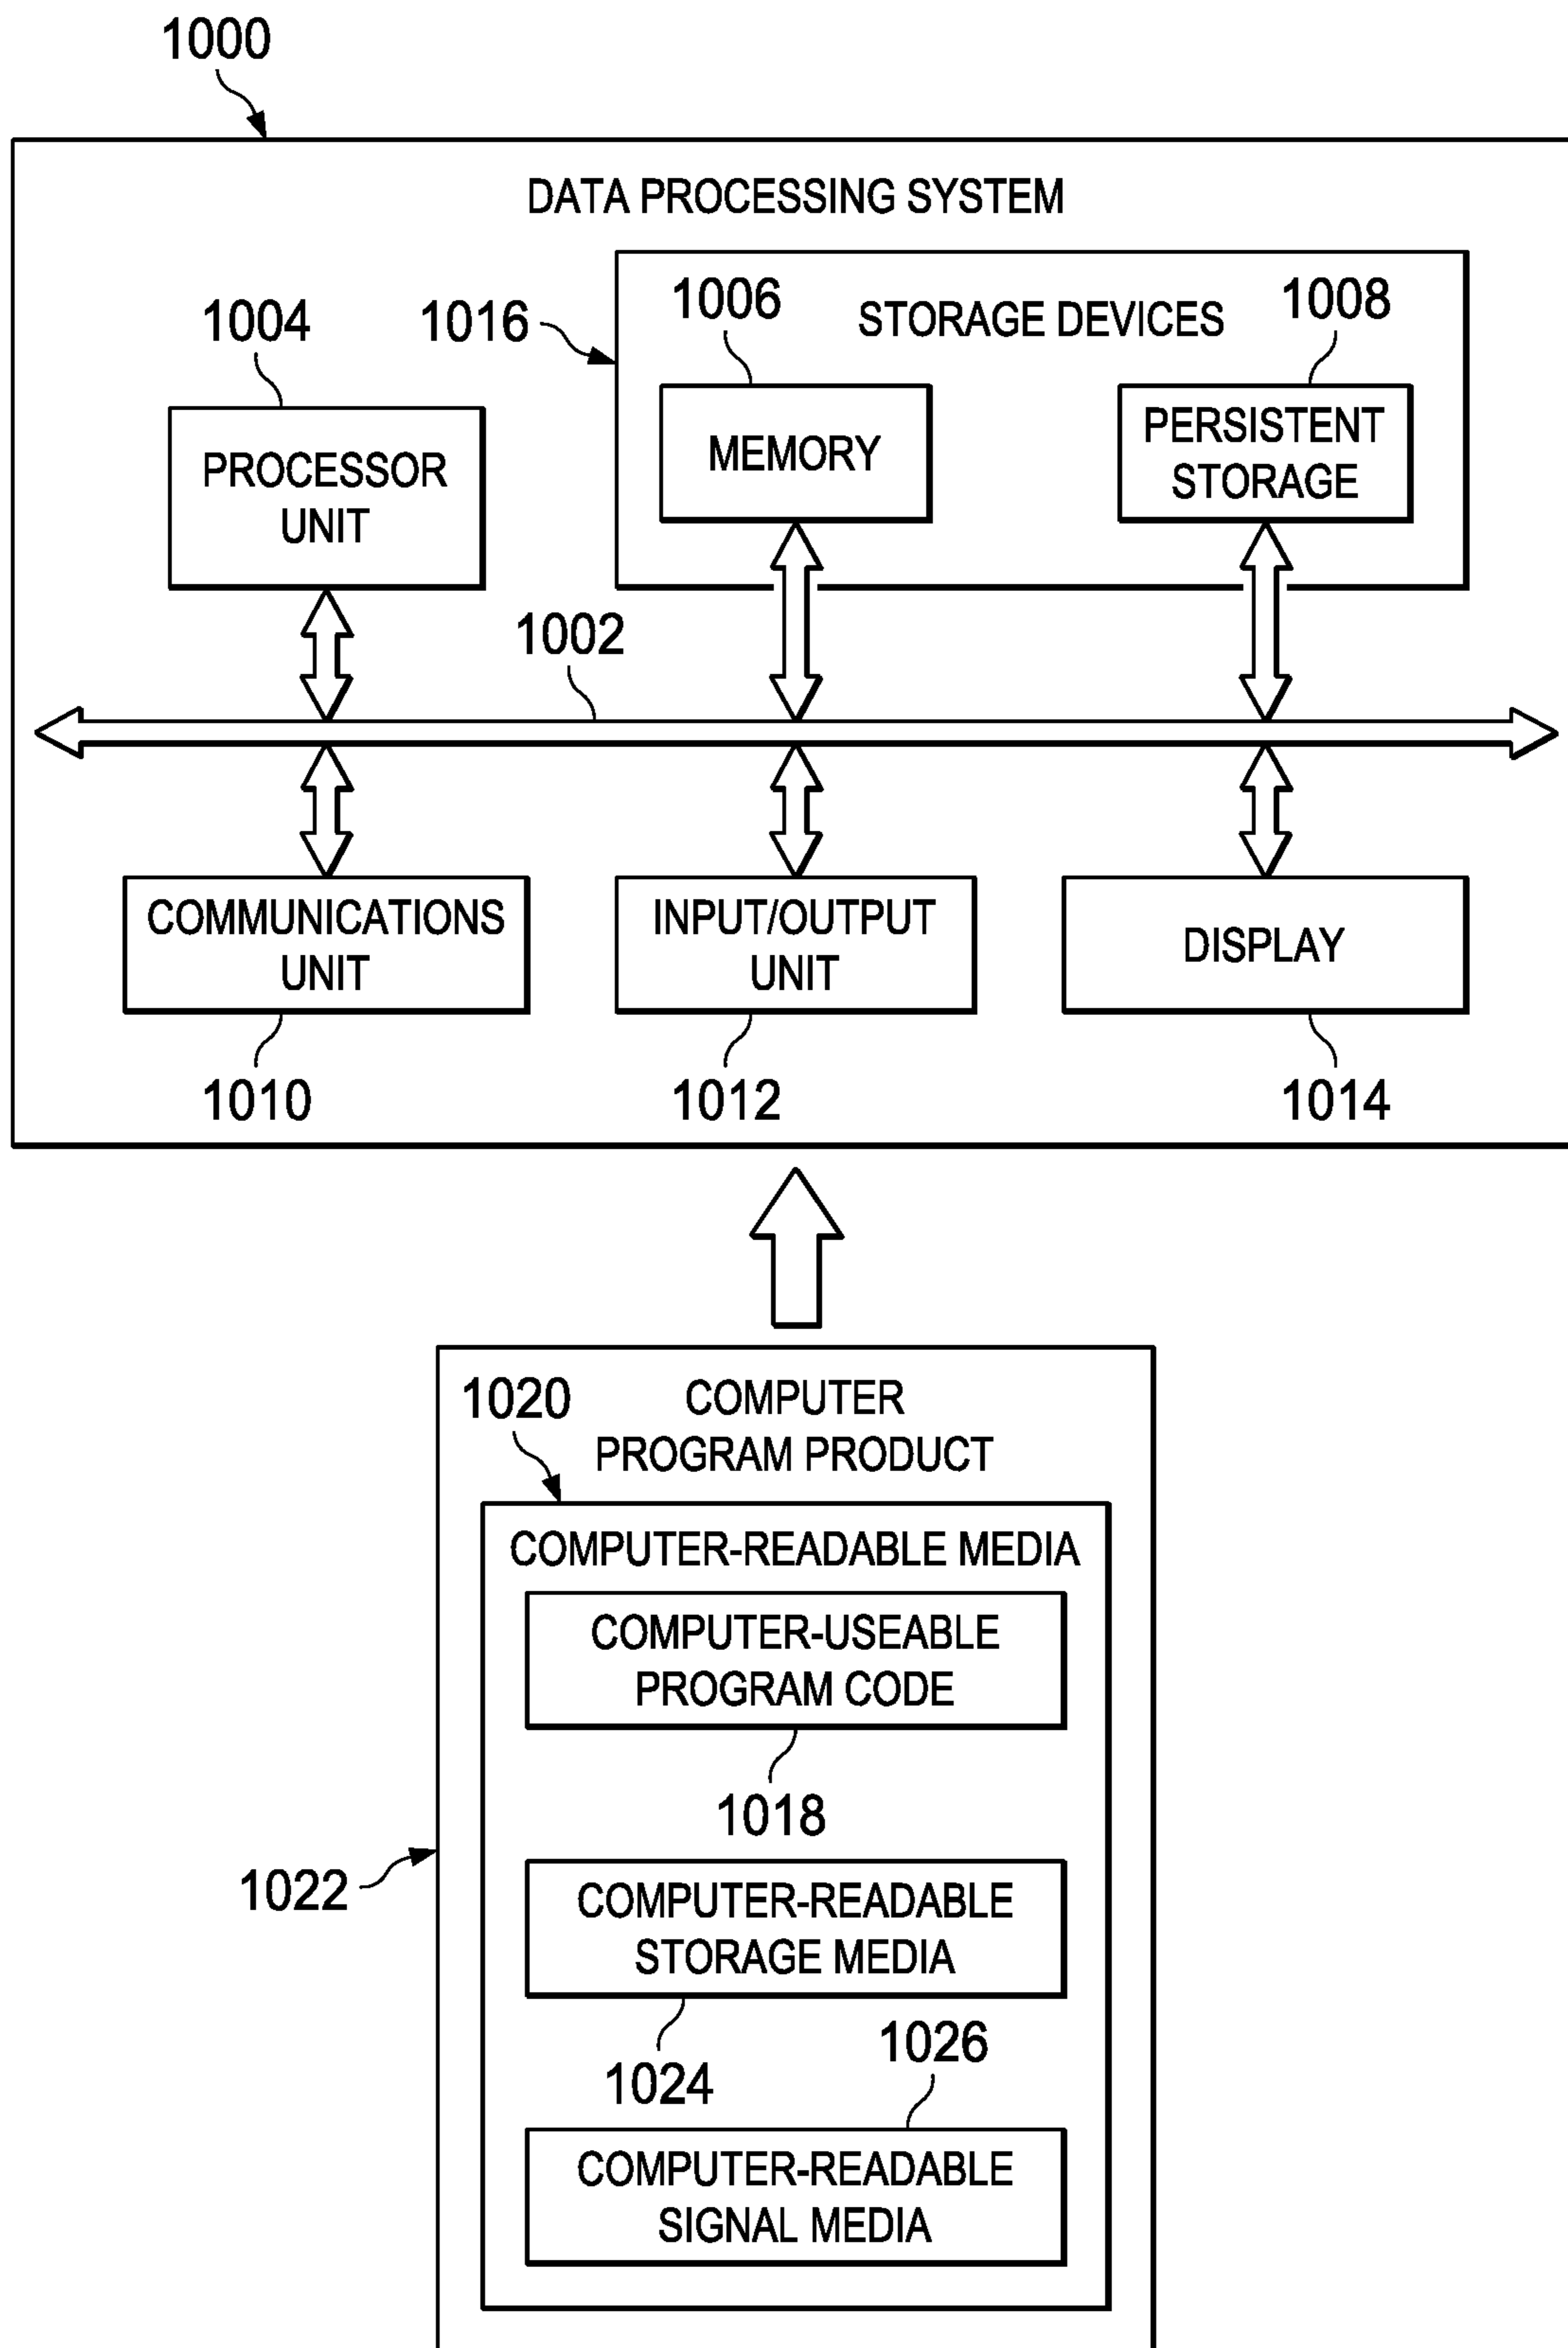 1000
DATA PROCESSING SYSTEM
1004
1016
1006
STORAGE DEVICES
1008
PROCESSOR
UNIT
MEMORY
PERSISTENT
STORAGE
1002
COMMUNICATIONS
UNIT
INPUT/OUTPUT
UNIT
DISPLAY
1010
1012
1014
1020
COMPUTER
PROGRAM PRODUCT
COMPUTER-READABLE MEDIA
COMPUTER-USEABLE
PROGRAM CODE
1018
1022
COMPUTER-READABLE
STORAGE MEDIA
1024
1026
COMPUTER-READABLE
SIGNAL MEDIA